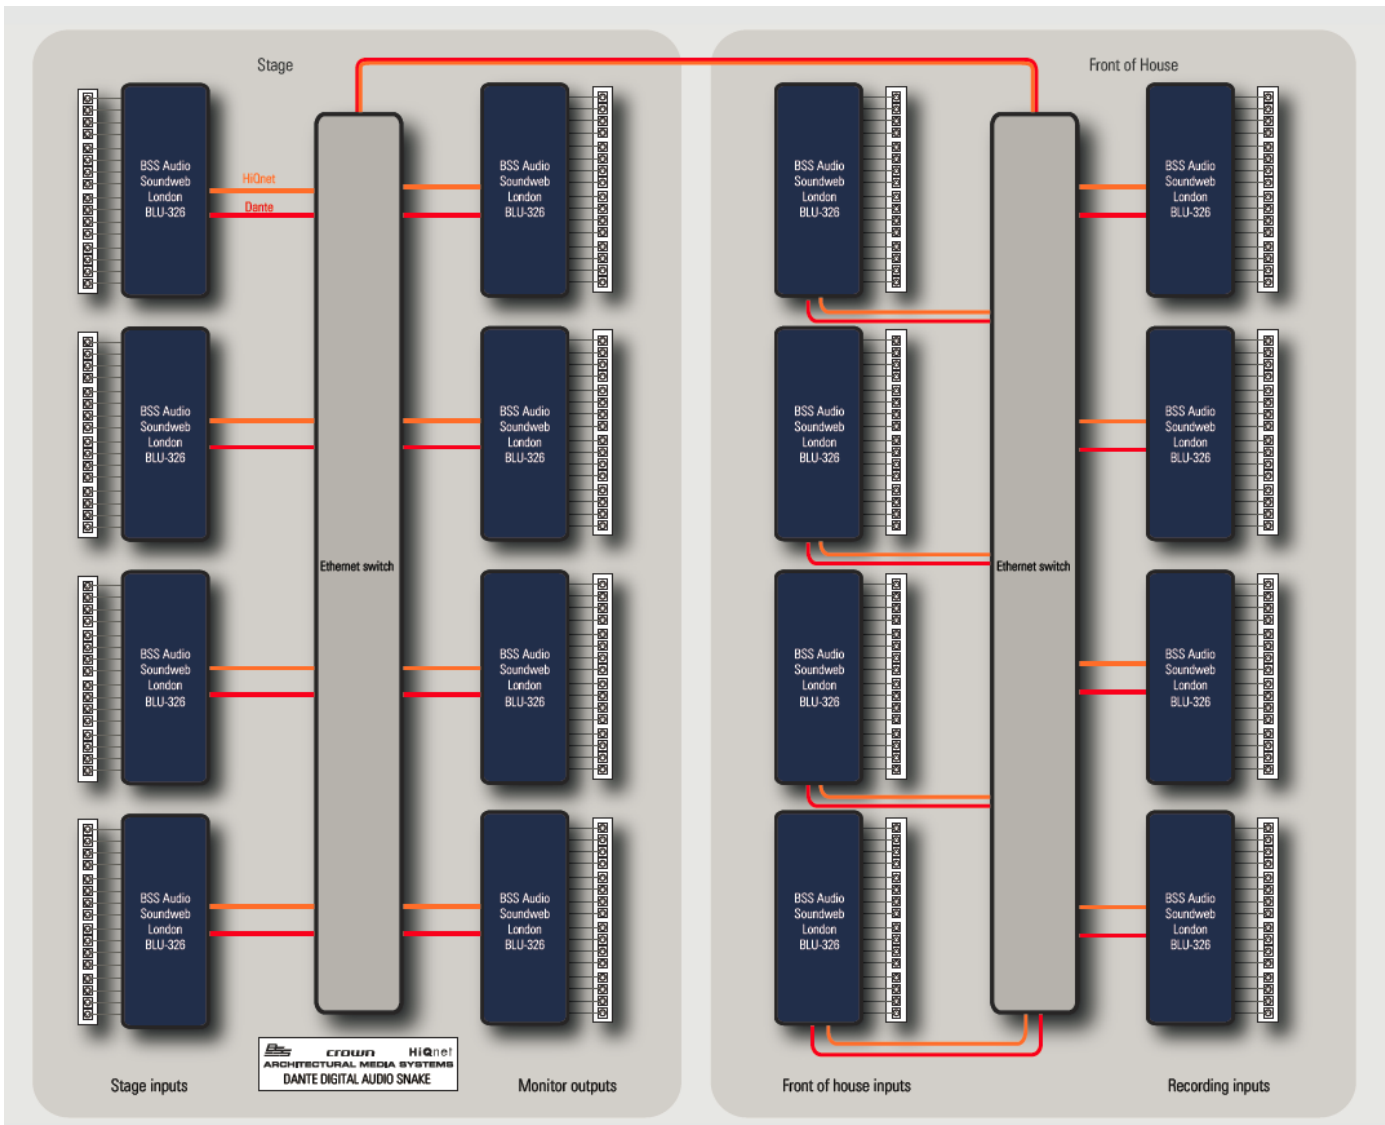 Stage
Front of House
BSS Audio
Soundweb
London
BLU-326
HiQnet
Dante
BSS Audio
Soundweb
London
BLU-326
BSS Audio
Soundweb
London
BLU-326
BSS Audio
Soundweb
London
BLU-326
BSS Audio
Soundweb
London
BLU-326
BSS Audio
Soundweb
London
BLU-326
BSS Audio
Soundweb
London
BLU-326
BSS Audio
Soundweb
London
BLU-326
Ethernet switch
Ethernet switch
BSS Audio
Soundweb
London
BLU-326
BSS Audio
Soundweb
London
BLU-326
BSS Audio
Soundweb
London
BLU-326
BSS Audio
Soundweb
London
BLU-326
BSS Audio
Soundweb
London
BLU-326
BSS Audio
Soundweb
London
BLU-326
BSS Audio
Soundweb
London
BLU-326
BSS Audio
Soundweb
London
BLU-326
BSS crown HiQnet
ARCHITECTURAL MEDIA SYSTEMS
DANTE DIGITAL AUDIO SNAKE
Stage inputs
Monitor outputs
Front of house inputs
Recording inputs